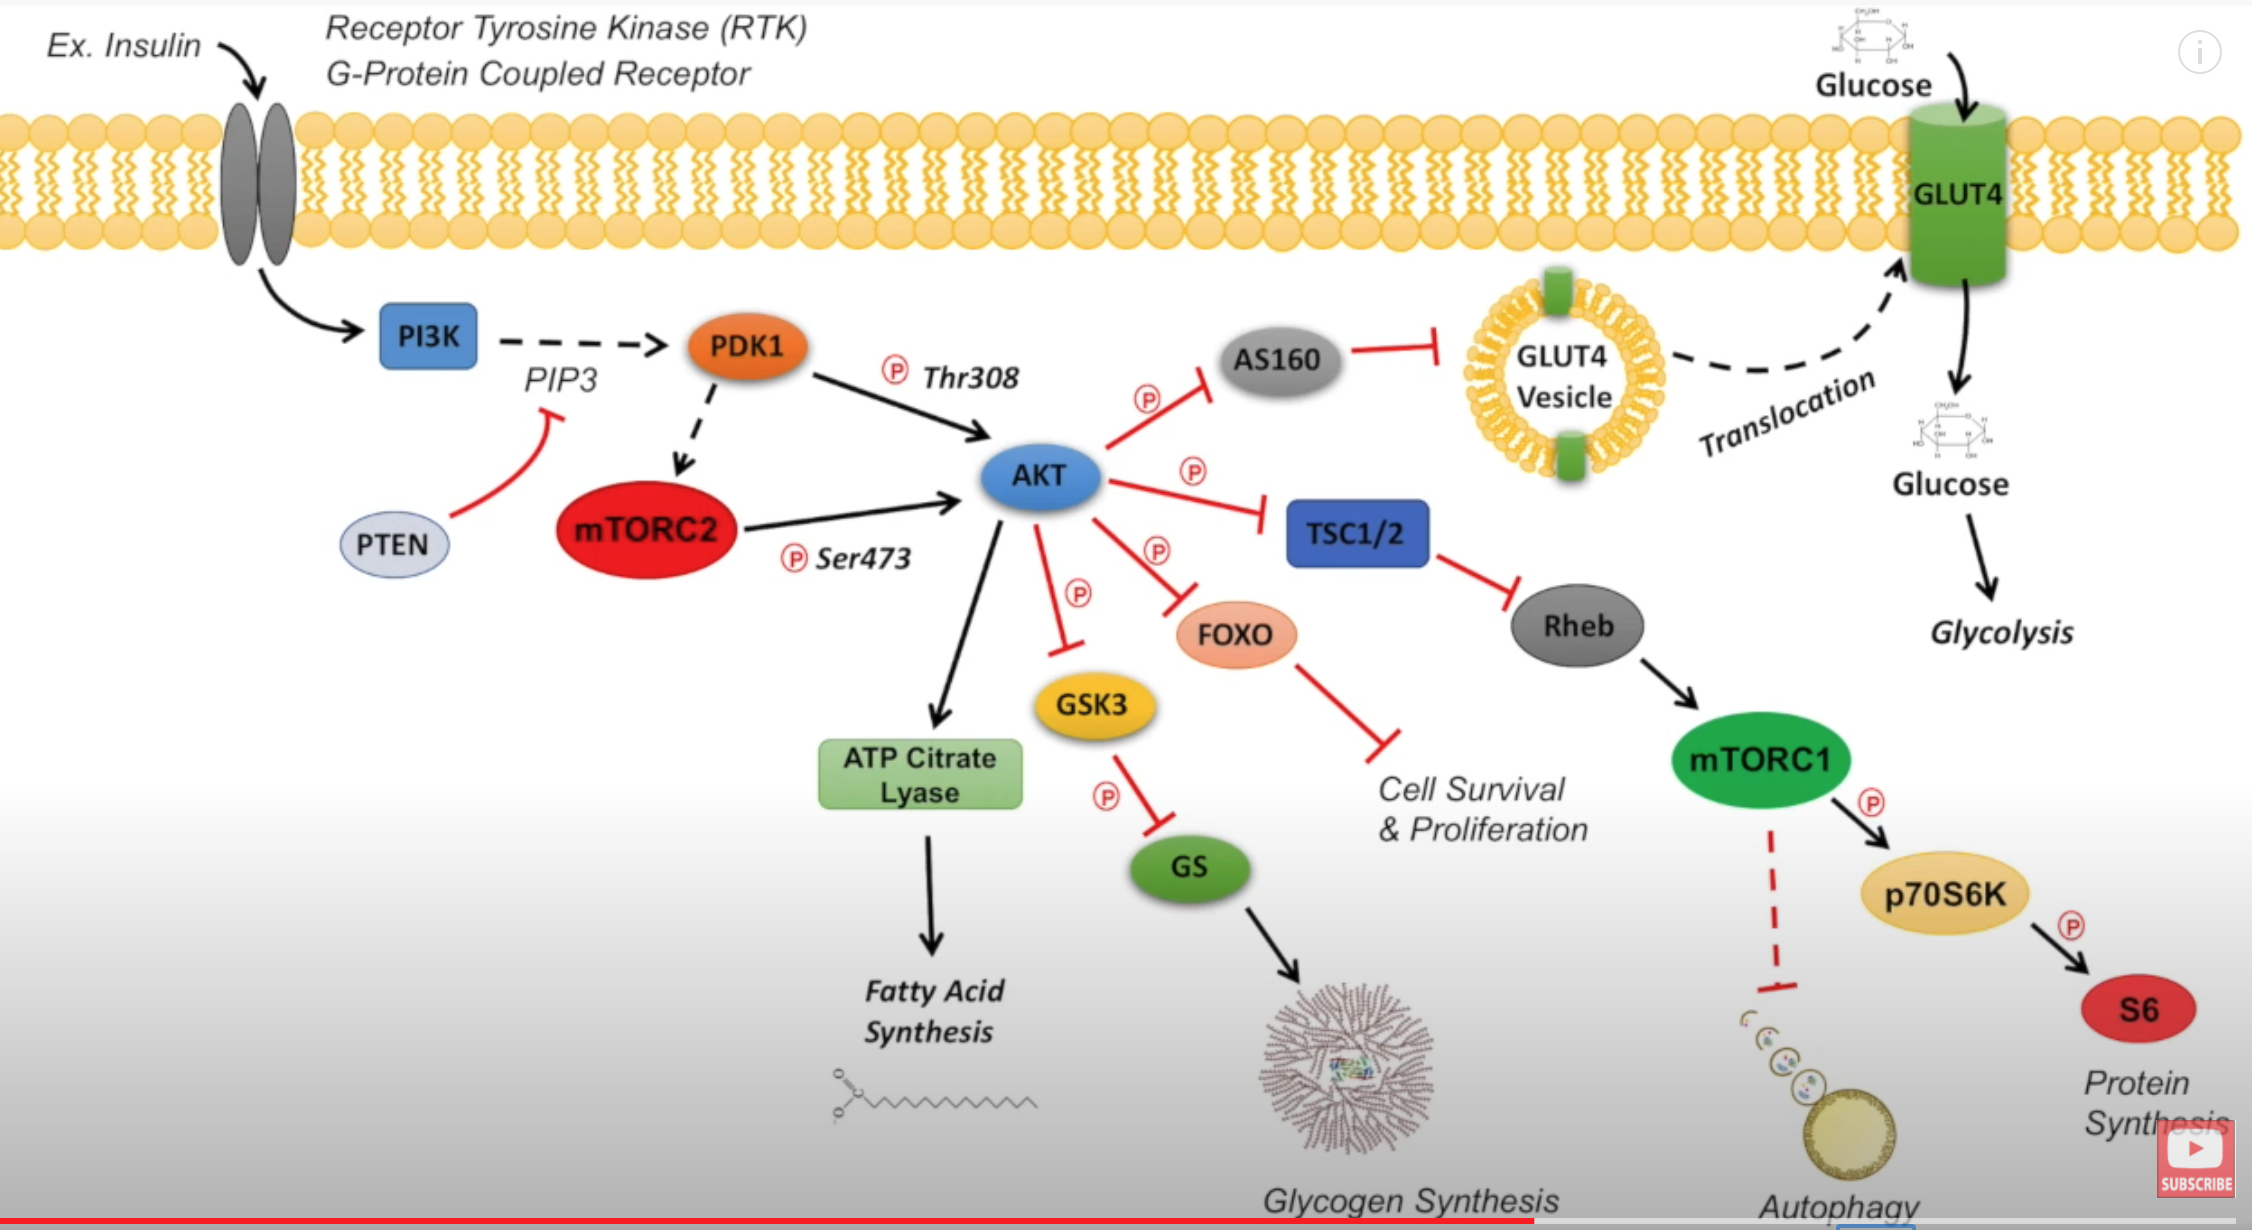 Ex. Insulin
Receptor Tyrosine Kinase (RTK)
G-Protein Coupled Receptor
Glucose
GLUT4
PI3K
PIP3
PDK1
P Thr308
PTEN
mTORC2
P Ser473
AKT
P
AS160
GLUT4
Vesicle
Translocation
Glucose
Glycolysis
P
TSC1/2
Rheb
mTORC1
P
p70S6K
P
S6
Protein
Synthesis
P
FOXO
Cell Survival
& Proliferation
P
GSK3
P
GS
Glycogen Synthesis
ATP Citrate
Lyase
Fatty Acid
Synthesis
O
C
O
Autophagy
SUBSCRIBE